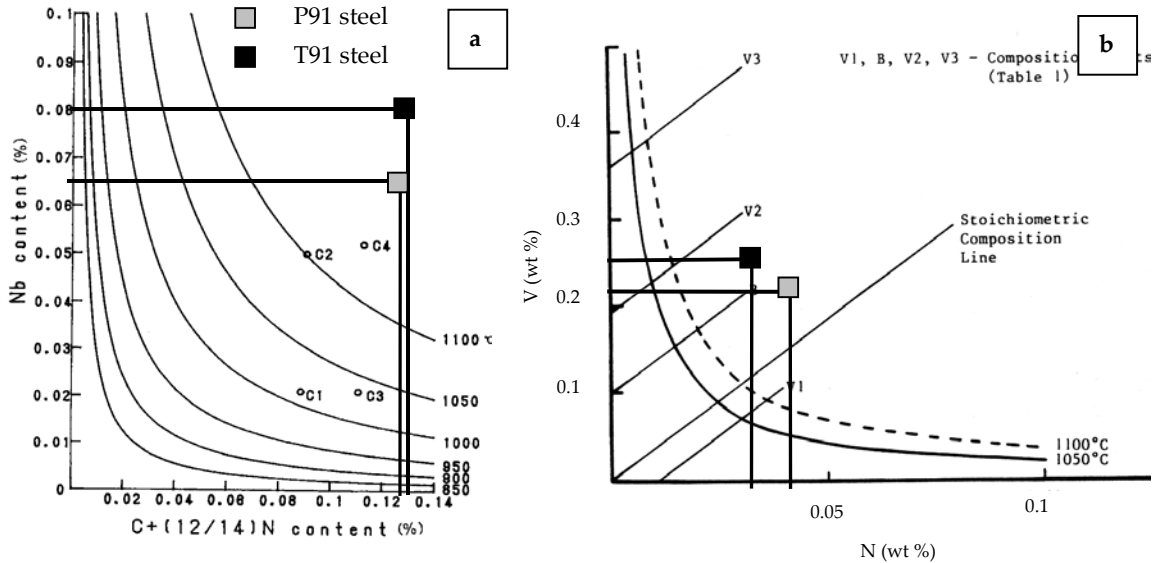 P91 steel
T91 steel
a
0.1
0.09
0.08
0.07
0.06
0.05
0.04
0.03
0.02
0.01
0
Nb content (%)
C2
C4
C1
C3
1100 ℃
1050
1000
950
900
850
0.02
0.04
0.06
0.08
0.10
0.12
0.14
C+(12/14)N content (%)
b
V1, B, V2, V3 - Composition
(Table 1)
V3
V2
V1
0.4
0.3
0.2
0.1
V (wt %)
Stoichiometric
Composition
Line
1100°C
1050°C
0.05
0.1
N (wt %)